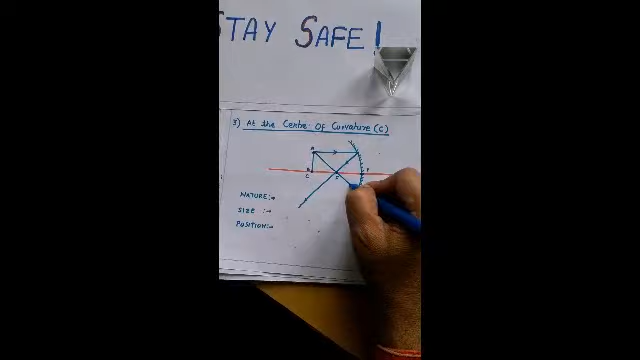 STAY SAFE!
3) At the Centre Of Curvature (C)
A
B
C
F
P
NATURE:→
SIZE :→
POSITION:→